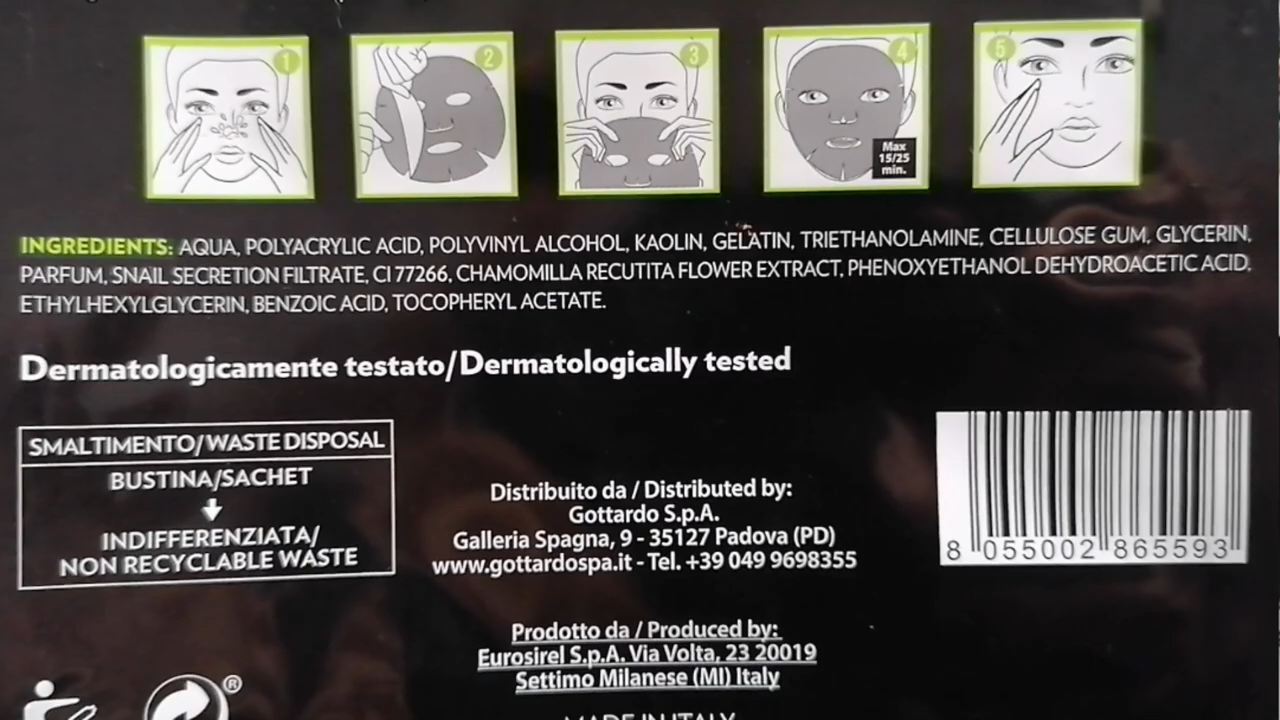 1
2
3
4
5
Max
15/25
min.
INGREDIENTS: AQUA, POLYACRYLIC ACID, POLYVINYL ALCOHOL, KAOLIN, GELATIN, TRIETHANOLAMINE, CELLULOSE GUM, GLYCERIN,
PARFUM, SNAIL SECRETION FILTRATE, CI 77266, CHAMOMILLA RECUTITA FLOWER EXTRACT, PHENOXYETHANOL DEHYDROACETIC ACID,
ETHYLHEXYLGLYCERIN, BENZOIC ACID, TOCOPHERYL ACETATE.
Dermatologicamente testato/Dermatologically tested
SMALTIMENTO/WASTE DISPOSAL
BUSTINA/SACHET
INDIFFERENZIATA/
NON RECYCLABLE WASTE
Distribuito da / Distributed by:
Gottardo S.p.A.
Galleria Spagna, 9 - 35127 Padova (PD)
www.gottardospa.it - Tel. +39 049 9698355
8 055002 865593
Prodotto da / Produced by:
Eurosirel S.p.A. Via Volta, 23 20019
Settimo Milanese (MI) Italy
MADE IN ITALY
®